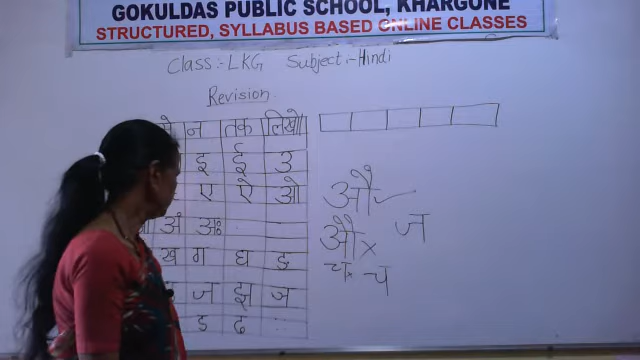 GOKULDAS PUBLIC SCHOOL, KHARGONE
STRUCTURED, SYLLABUS BASED ONLINE CLASSES
Class:- LKG Subject:- Hindi
Revision
न तक लिखो
इ ई उ
ए ऐ ओ
अं अः
ख ग घ ङ
ज झ ज
ड ढ
औ
औ ज
च च